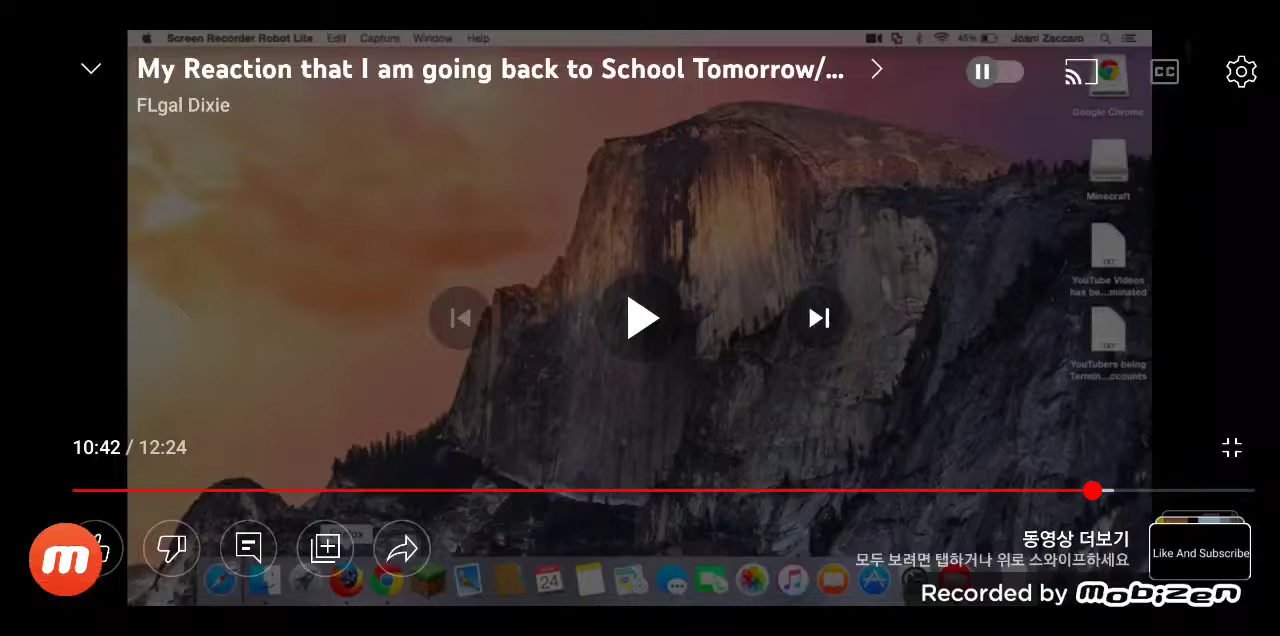 Screen Recorder Robot Lite Edit Capture Window Help 45% Joani Zaccaro
My Reaction that I am going back to School Tomorrow/...
CC
FLgal Dixie
Google Chrome
Minecraft
TXT
YouTube Videos
has be...minated
TXT
YouTubers being
Termin...ccounts
10:42 / 12:24
동영상 더보기
모두 보려면 탭하거나 위로 스와이프하세요
Like And Subscribe
24
m
Recorded by mobizen